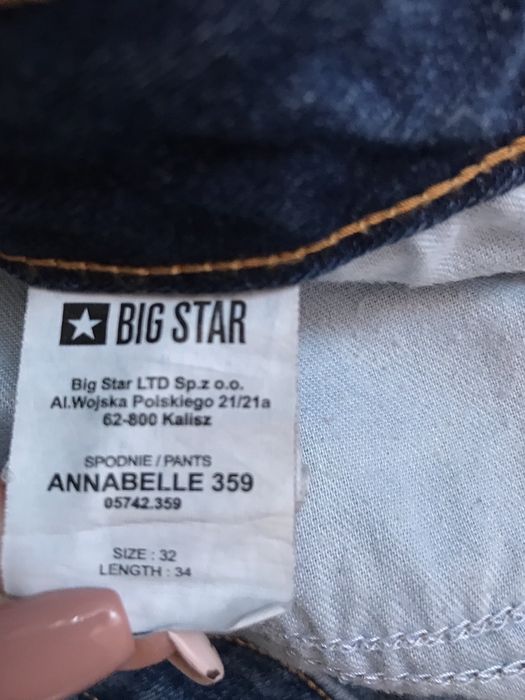 BIG STAR
Big Star LTD Sp.z o.o.
Al.Wojska Polskiego 21/21a
62-800 Kalisz
SPODNIE / PANTS
ANNABELLE 359
05742.359
SIZE : 32
LENGTH : 34